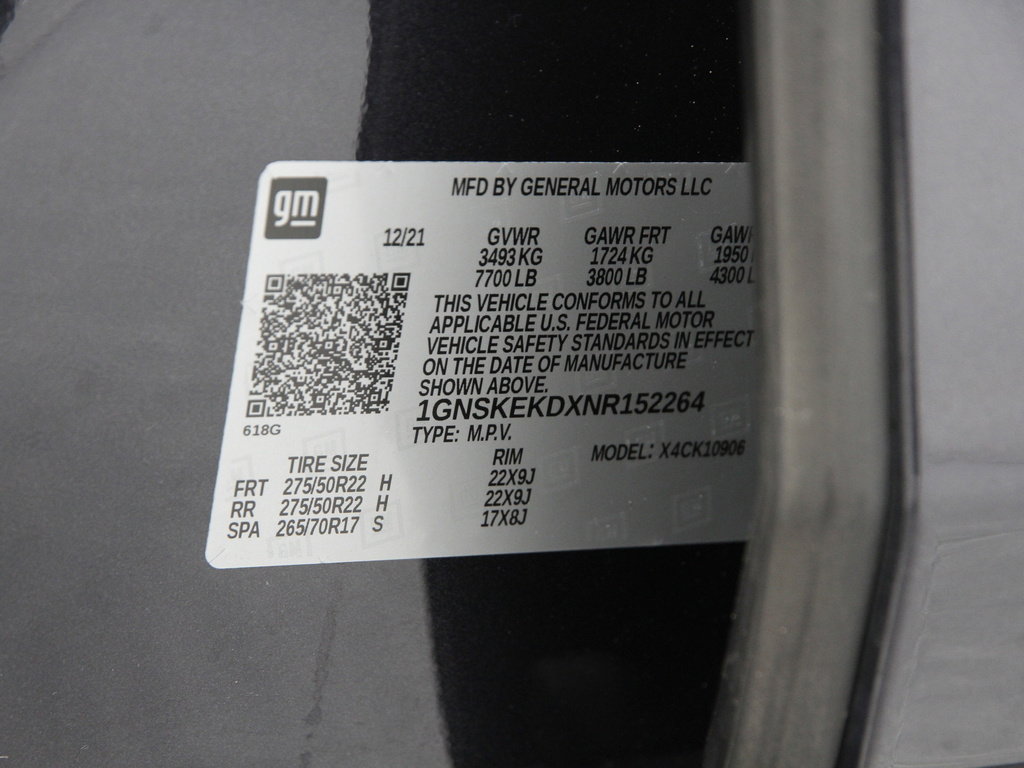 gm
MFD BY GENERAL MOTORS LLC
12/21 GVWR GAWR FRT
3493 KG 1724 KG 1950
7700 LB 3800 LB 4300
THIS VEHICLE CONFORMS TO ALL
APPLICABLE U.S. FEDERAL MOTOR
VEHICLE SAFETY STANDARDS IN EFFECT
ON THE DATE OF MANUFACTURE
SHOWN ABOVE.
1GNSKEKDXNR152264
618G
TYPE: M.P.V.
MODEL: X4CK10906
TIRE SIZE RIM
FRT 275/50R22 H 22X9J
RR 275/50R22 H 22X9J
SPA 265/70R17 S 17X8J